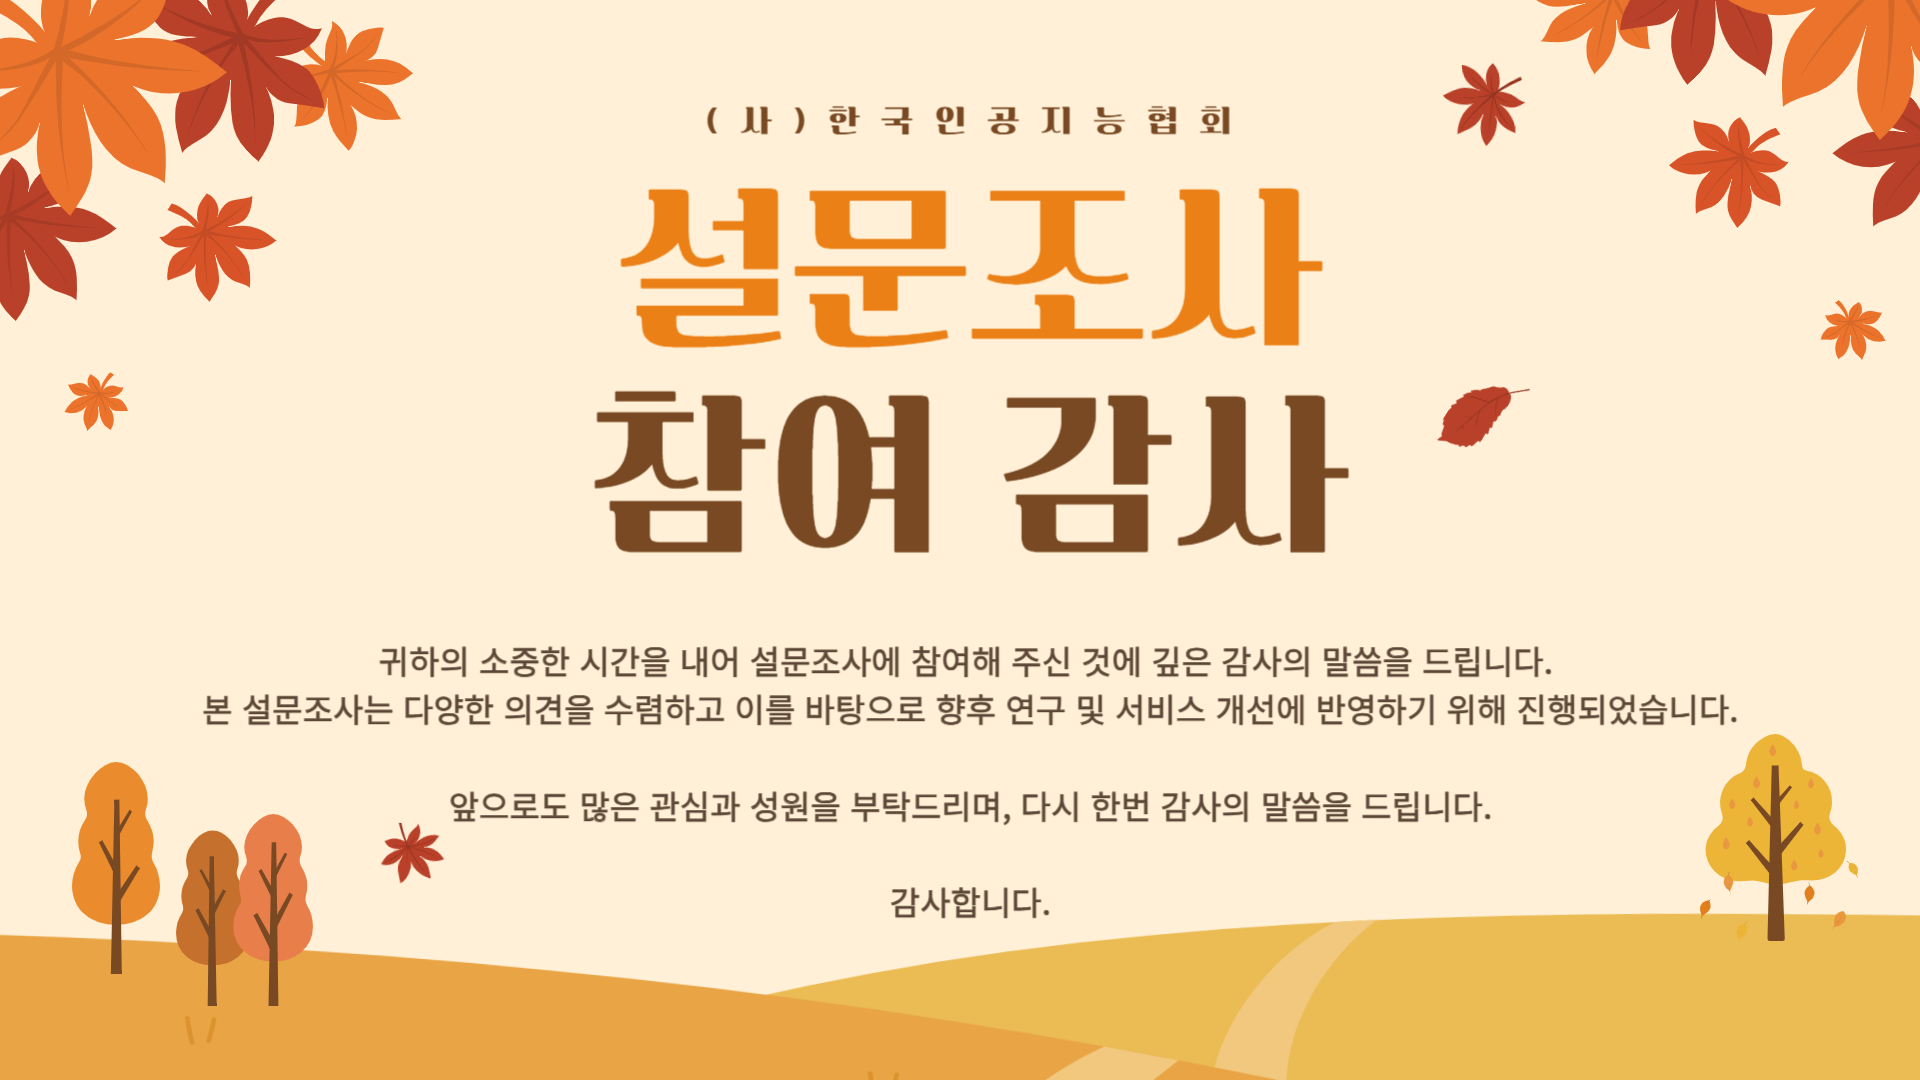 (사)한국인공지능협회
설문조사
참여 감사
귀하의 소중한 시간을 내어 설문조사에 참여해 주신 것에 깊은 감사의 말씀을 드립니다.
본 설문조사는 다양한 의견을 수렴하고 이를 바탕으로 향후 연구 및 서비스 개선에 반영하기 위해 진행되었습니다.
앞으로도 많은 관심과 성원을 부탁드리며, 다시 한번 감사의 말씀을 드립니다.
감사합니다.